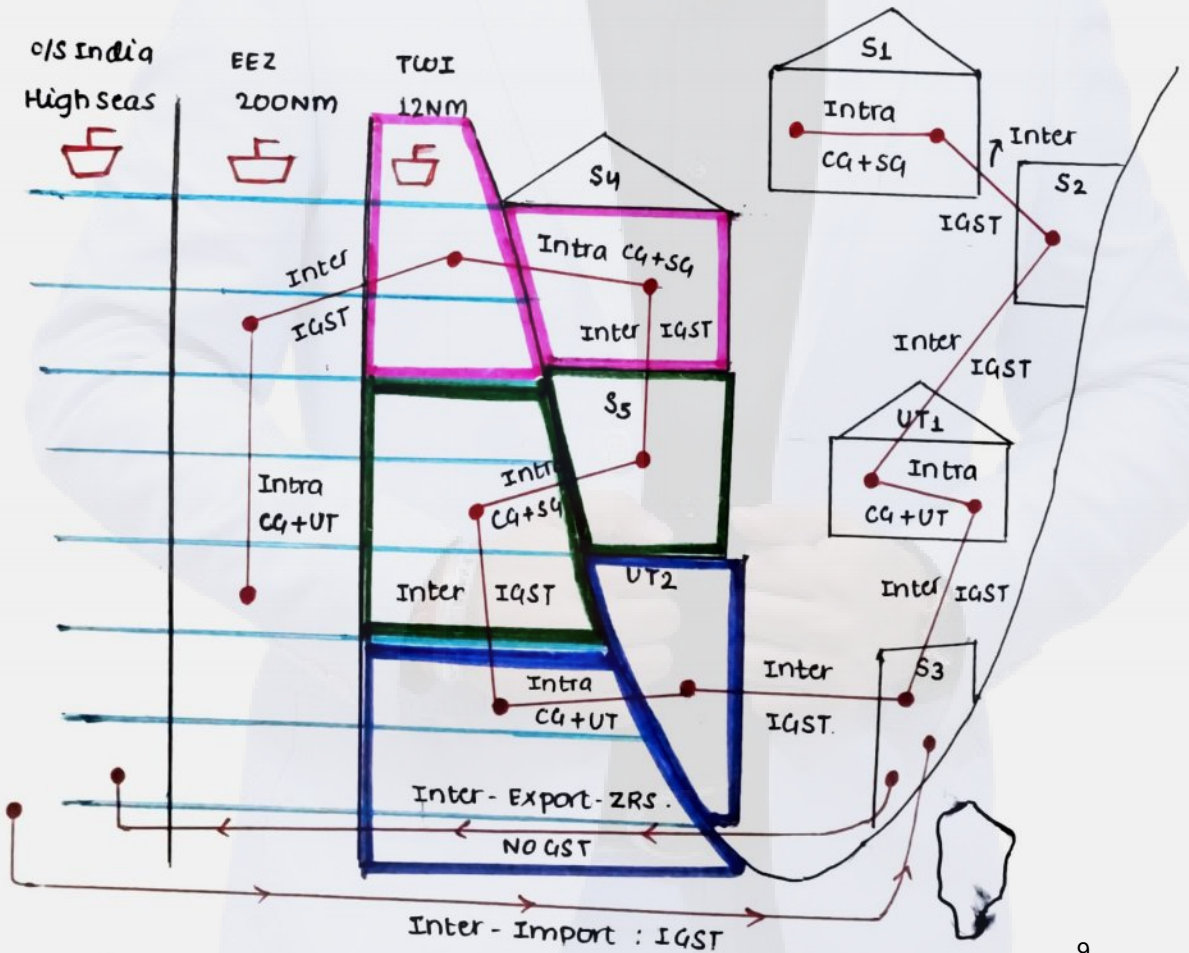 O/S India
High Seas
EEZ
200NM
TWI
12NM
S1
Intra
CG+SG
Inter
IGST
S2
S4
Intra CG+SG
Inter
IGST
Inter IGST
Inter
IGST
UT1
Intra
CG+UT
S5
Intra
CG+SG
Intra
CG+UT
Inter IGST
UT2
Inter IGST
S3
Intra
CG+UT
Inter
IGST.
Inter - Export - ZRS.
NO GST
Inter - Import : IGST
9